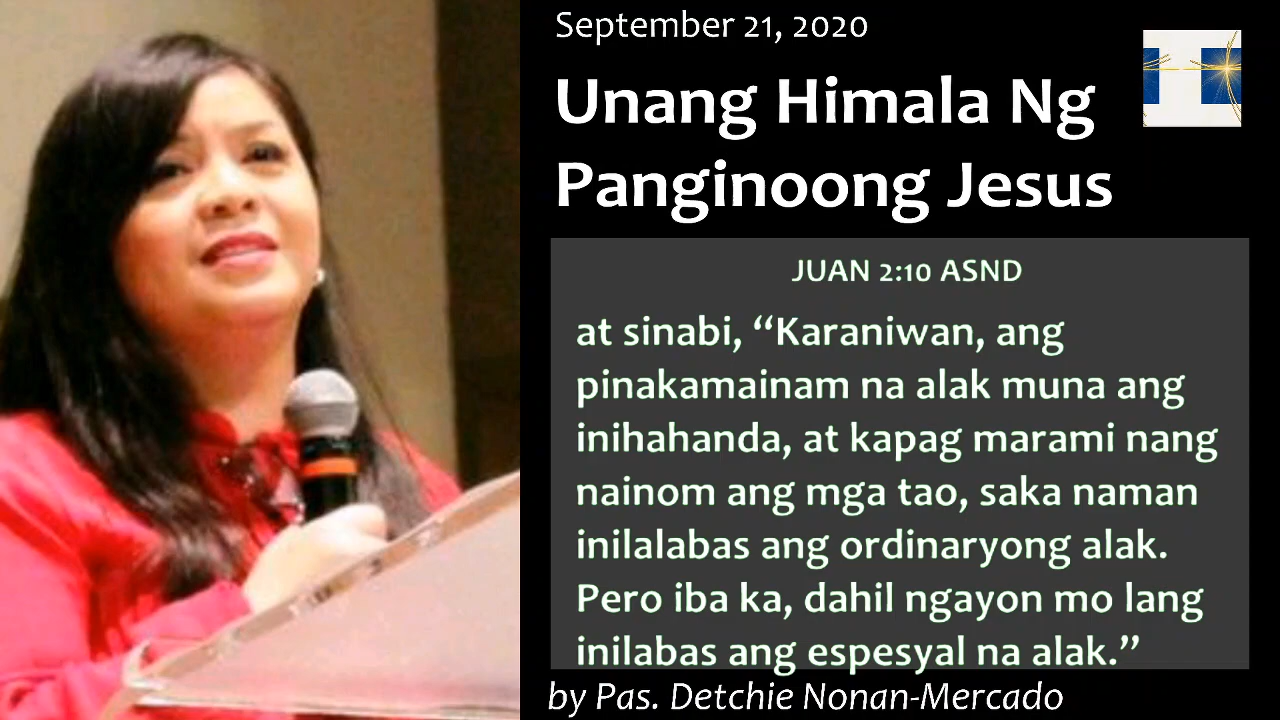 September 21, 2020
Unang Himala Ng
Panginoong Jesus
JUAN 2:10 ASND
at sinabi, “Karaniwan, ang
pinakamainam na alak muna ang
inihahanda, at kapag marami nang
nainom ang mga tao, saka naman
inilalabas ang ordinaryong alak.
Pero iba ka, dahil ngayon mo lang
inilabas ang espesyal na alak.”
by Pas. Detchie Nonan-Mercado